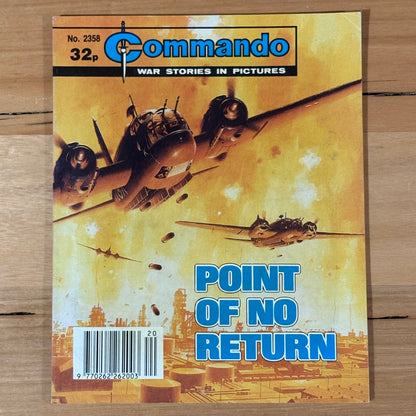 No. 2358
32p
Commando
WAR STORIES IN PICTURES
POINT
OF NO
RETURN
20
9 770262 262003